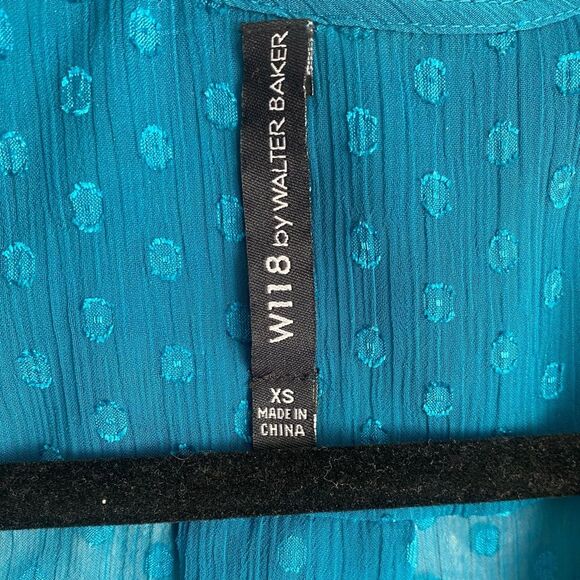 W118 by WALTER BAKER
XS
MADE IN
CHINA